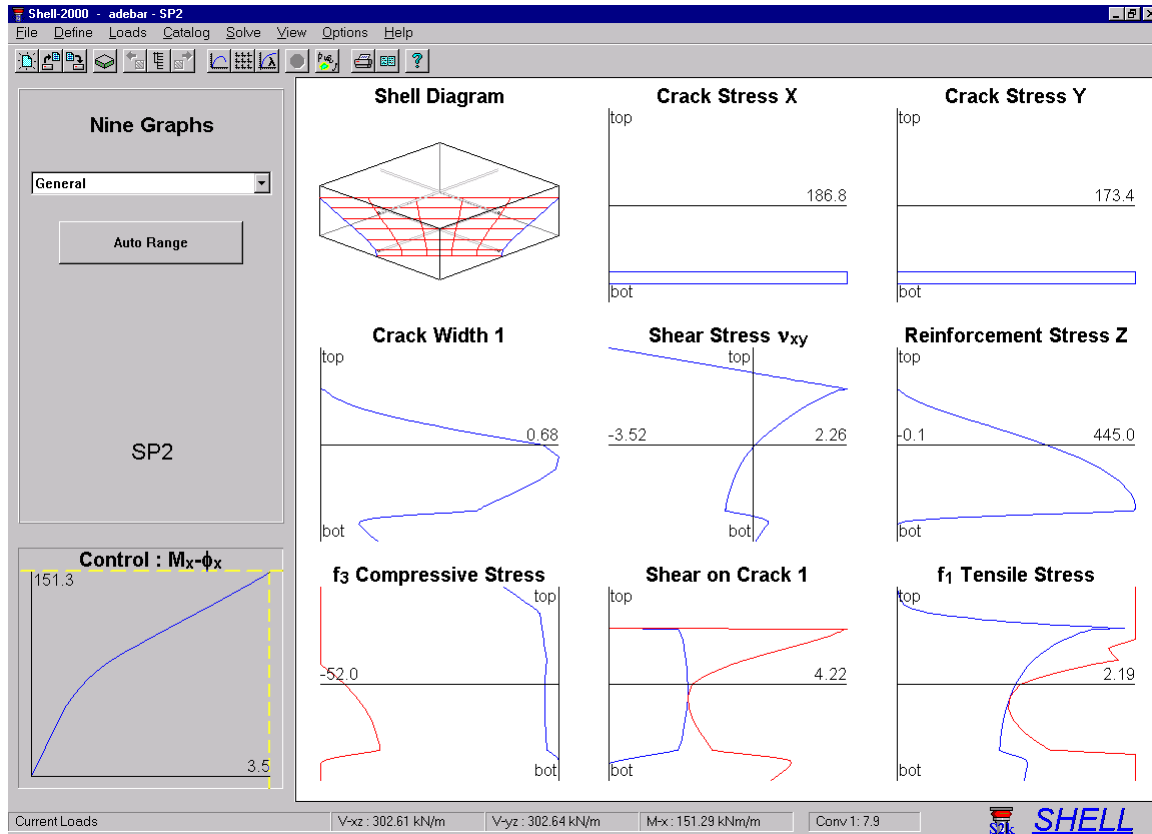 Shell-2000 - adebar - SP2
File Define Loads Catalog Solve View Options Help
Nine Graphs
General
Auto Range
SP2
Control : Mx-ϕx
151.3
3.5
Shell Diagram
Crack Stress X
top
186.8
bot
Crack Stress Y
top
173.4
bot
Crack Width 1
top
0.68
bot
Shear Stress νxy
top
-3.52
2.26
bot
Reinforcement Stress Z
top
-0.1
445.0
bot
f3 Compressive Stress
top
-52.0
bot
Shear on Crack 1
top
4.22
bot
f1 Tensile Stress
top
2.19
bot
Current Loads
V-xz : 302.61 kN/m
V-yz : 302.64 kN/m
M-x : 151.29 kNm/m
Conv 1: 7.9
S2k
SHELL